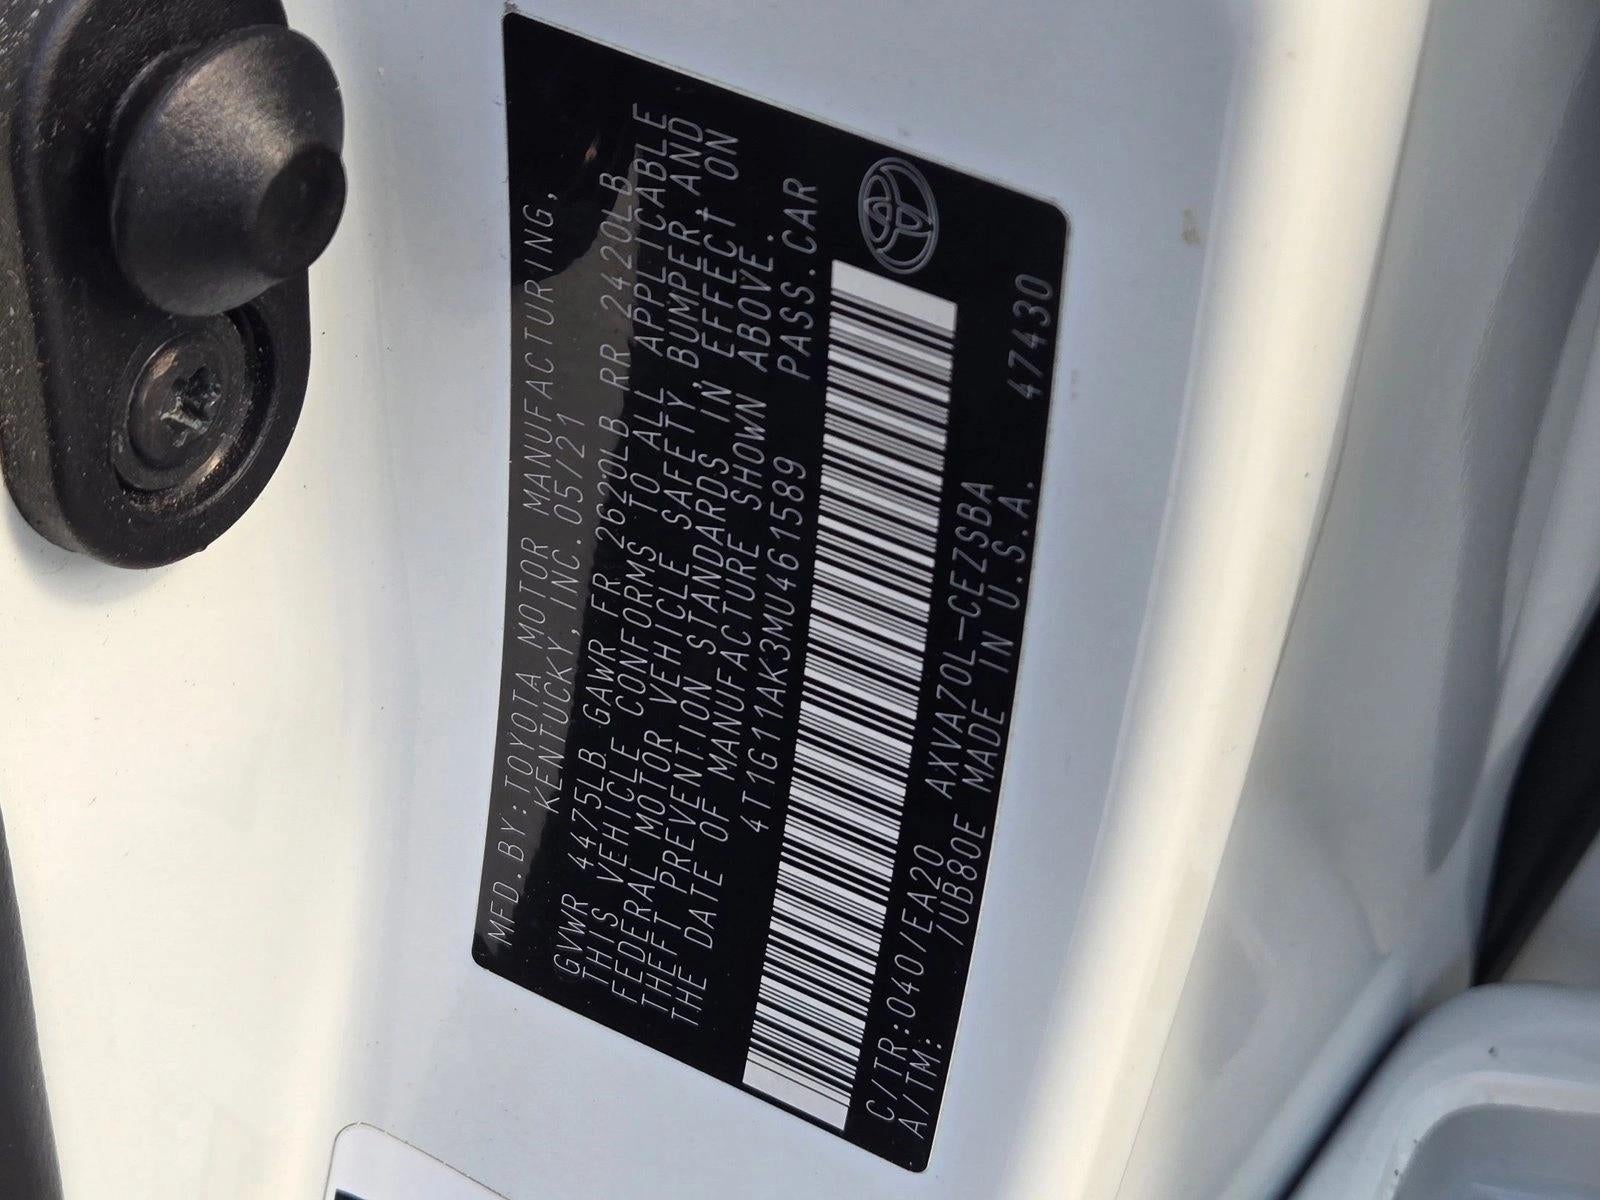 MFD. BY: TOYOTA MOTOR MANUFACTURING,
KENTUCKY, INC. 05/21
GVWR 4475LB GAWR FR 2620LB RR 2420LB
THIS VEHICLE CONFORMS TO ALL APPLICABLE
FEDERAL MOTOR VEHICLE SAFETY, BUMPER, AND
THEFT PREVENTION STANDARDS IN EFFECT ON
THE DATE OF MANUFACTURE SHOWN ABOVE.
4T1G11AK3MU461589 PASS. CAR
C/TR: 040/EA20 AXVA70L-CEZSBA
A/TM: /UB80E MADE IN U.S.A. 47430